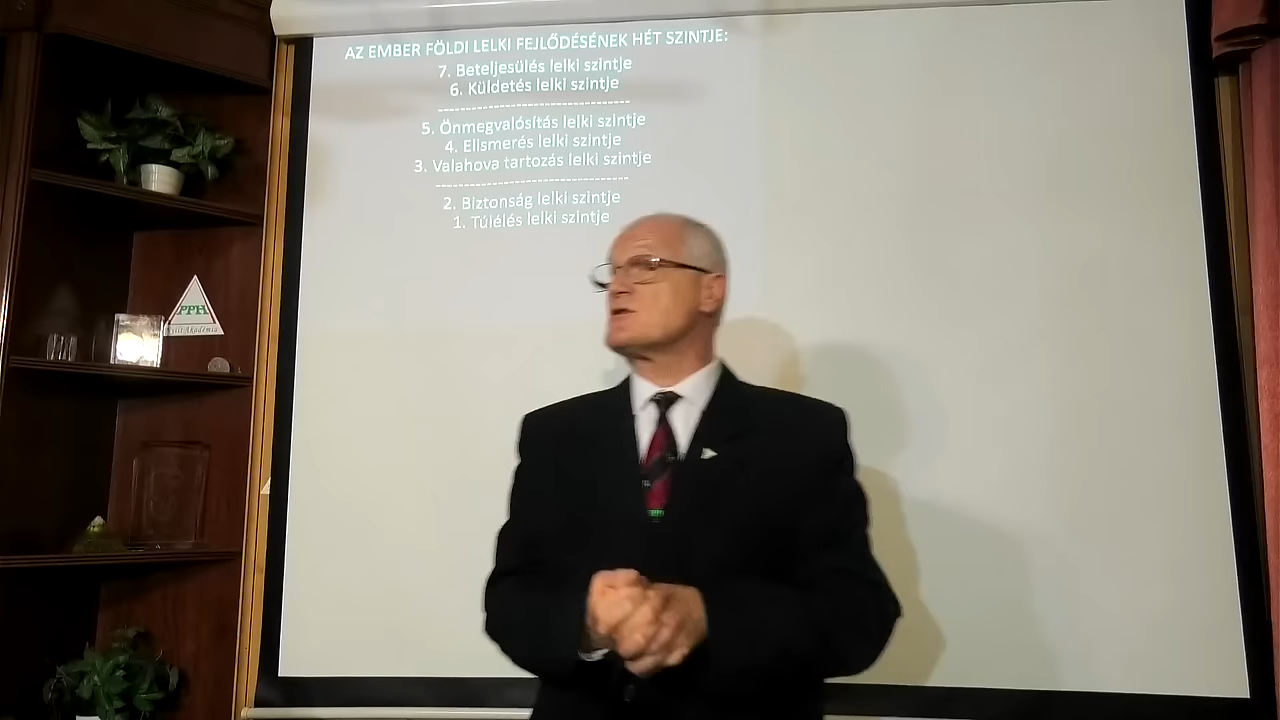 AZ EMBER FÖLDI LELKI FEJLŐDÉSÉNEK HÉT SZINTJE:
7. Beteljesülés lelki szintje
6. Küldetés lelki szintje
----------------------------------
5. Önmegvalósítás lelki szintje
4. Elismerés lelki szintje
3. Valahova tartozás lelki szintje
----------------------------------
2. Biztonság lelki szintje
1. Túlélés lelki szintje
PPH
Akadémia